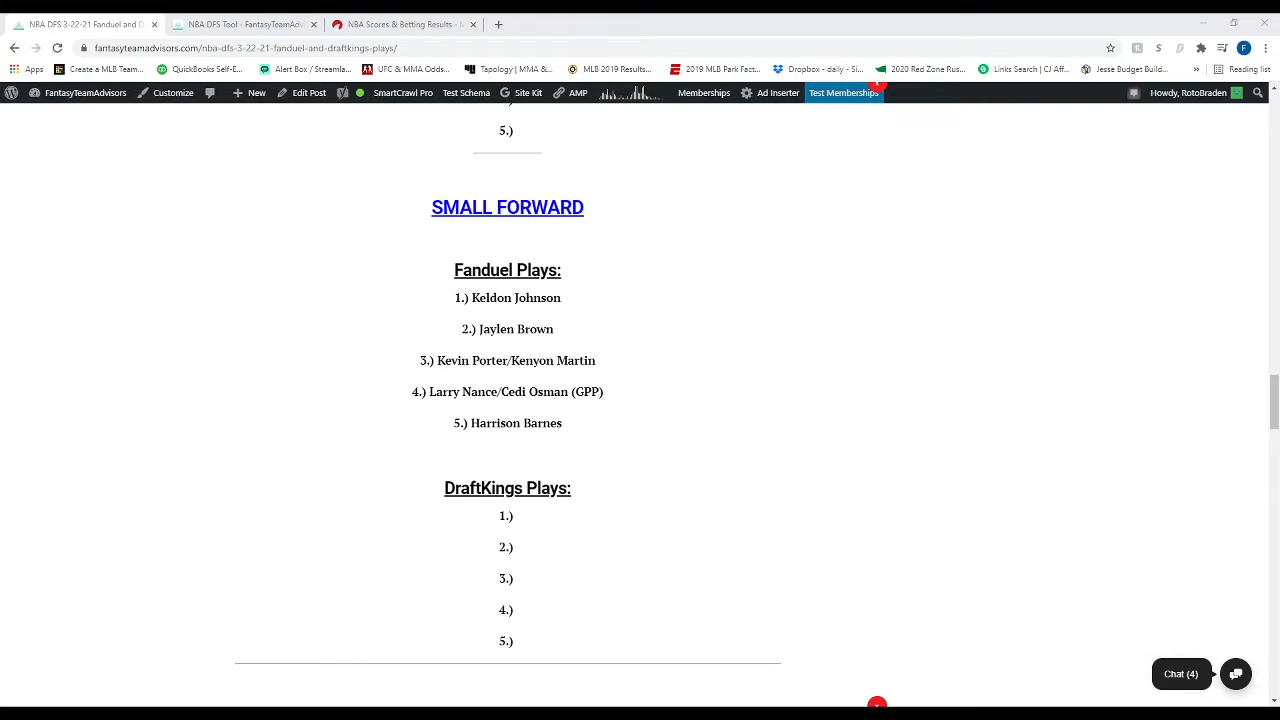 NBA DFS 3-22-21 Fanduel and D
NBA DFS Tool - FantasyTeamAdvi
NBA Scores & Betting Results - M
fantasyteamadvisors.com/nba-dfs-3-22-21-fanduel-and-draftkings-plays/
F
Apps
Create a MLB Team...
QuickBooks Self-E...
Alert Box / Streamla...
UFC & MMA Odds...
Tapology | MMA &...
MLB 2019 Results...
2019 MLB Park Fact...
Dropbox - daily - Si...
2020 Red Zone Rus...
Links Search | CJ Aff...
Jesse Budget Build...
»
Reading list
FantasyTeamAdvisors
Customize
New
Edit Post
SmartCrawl Pro
Test Schema
Site Kit
AMP
Memberships
Ad Inserter
Test Memberships
Howdy, RotoBraden
5.)
SMALL FORWARD
Fanduel Plays:
1.) Keldon Johnson
2.) Jaylen Brown
3.) Kevin Porter/Kenyon Martin
4.) Larry Nance/Cedi Osman (GPP)
5.) Harrison Barnes
DraftKings Plays:
1.)
2.)
3.)
4.)
5.)
Chat (4)